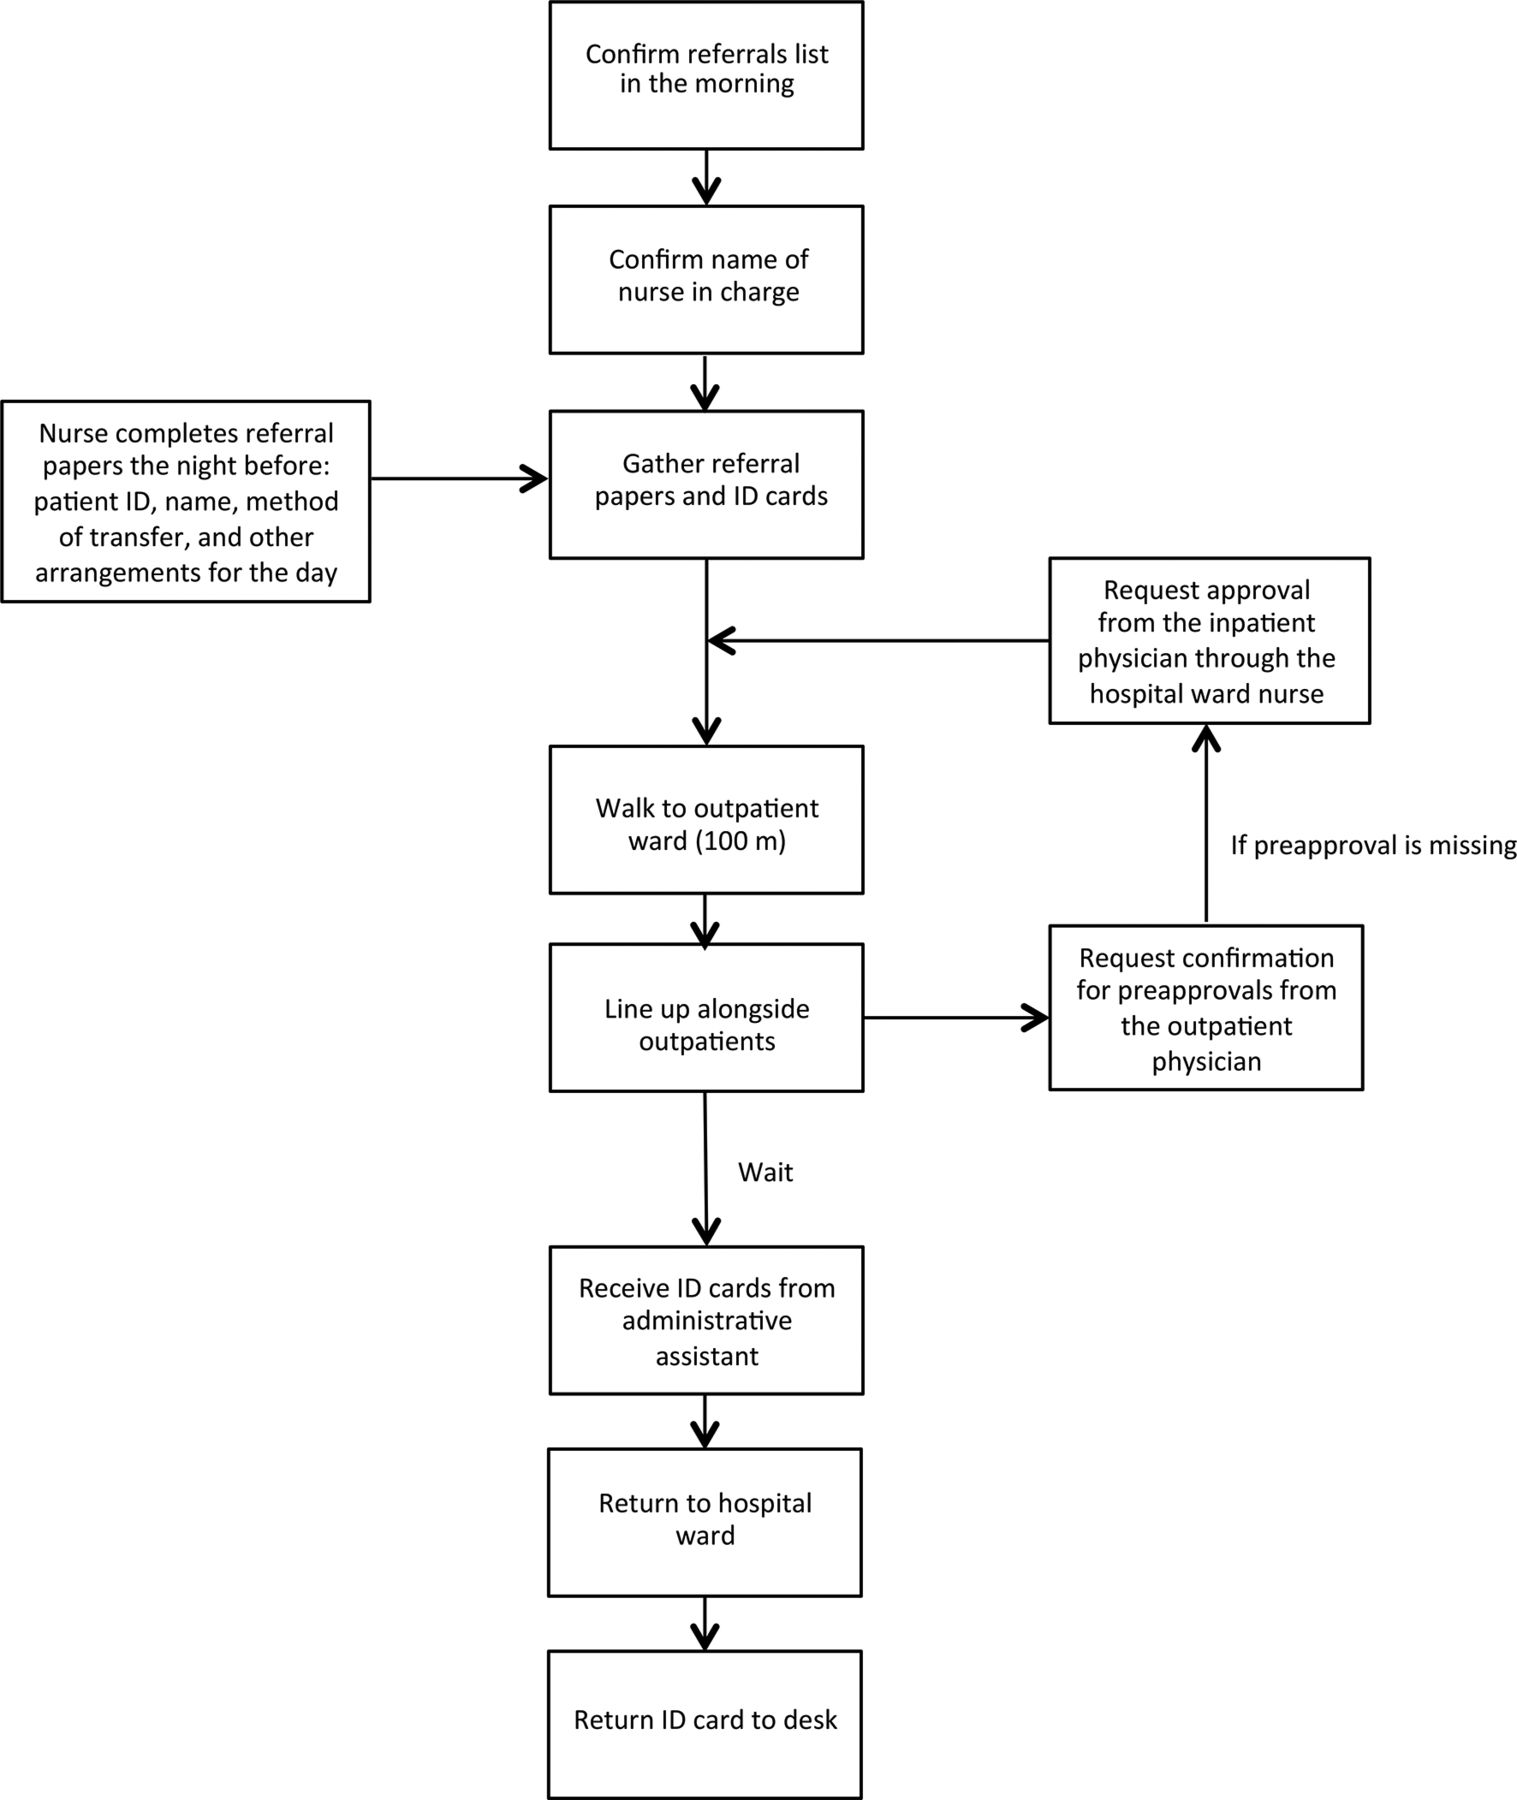 Confirm referrals list
in the morning
Confirm name of
nurse in charge
Nurse completes referral
papers the night before:
patient ID, name, method
of transfer, and other
arrangements for the day
Gather referral
papers and ID cards
Request approval
from the inpatient
physician through the
hospital ward nurse
Walk to outpatient
ward (100 m)
If preapproval is missing
Line up alongside
outpatients
Request confirmation
for preapprovals from
the outpatient
physician
Wait
Receive ID cards from
administrative
assistant
Return to hospital
ward
Return ID card to desk